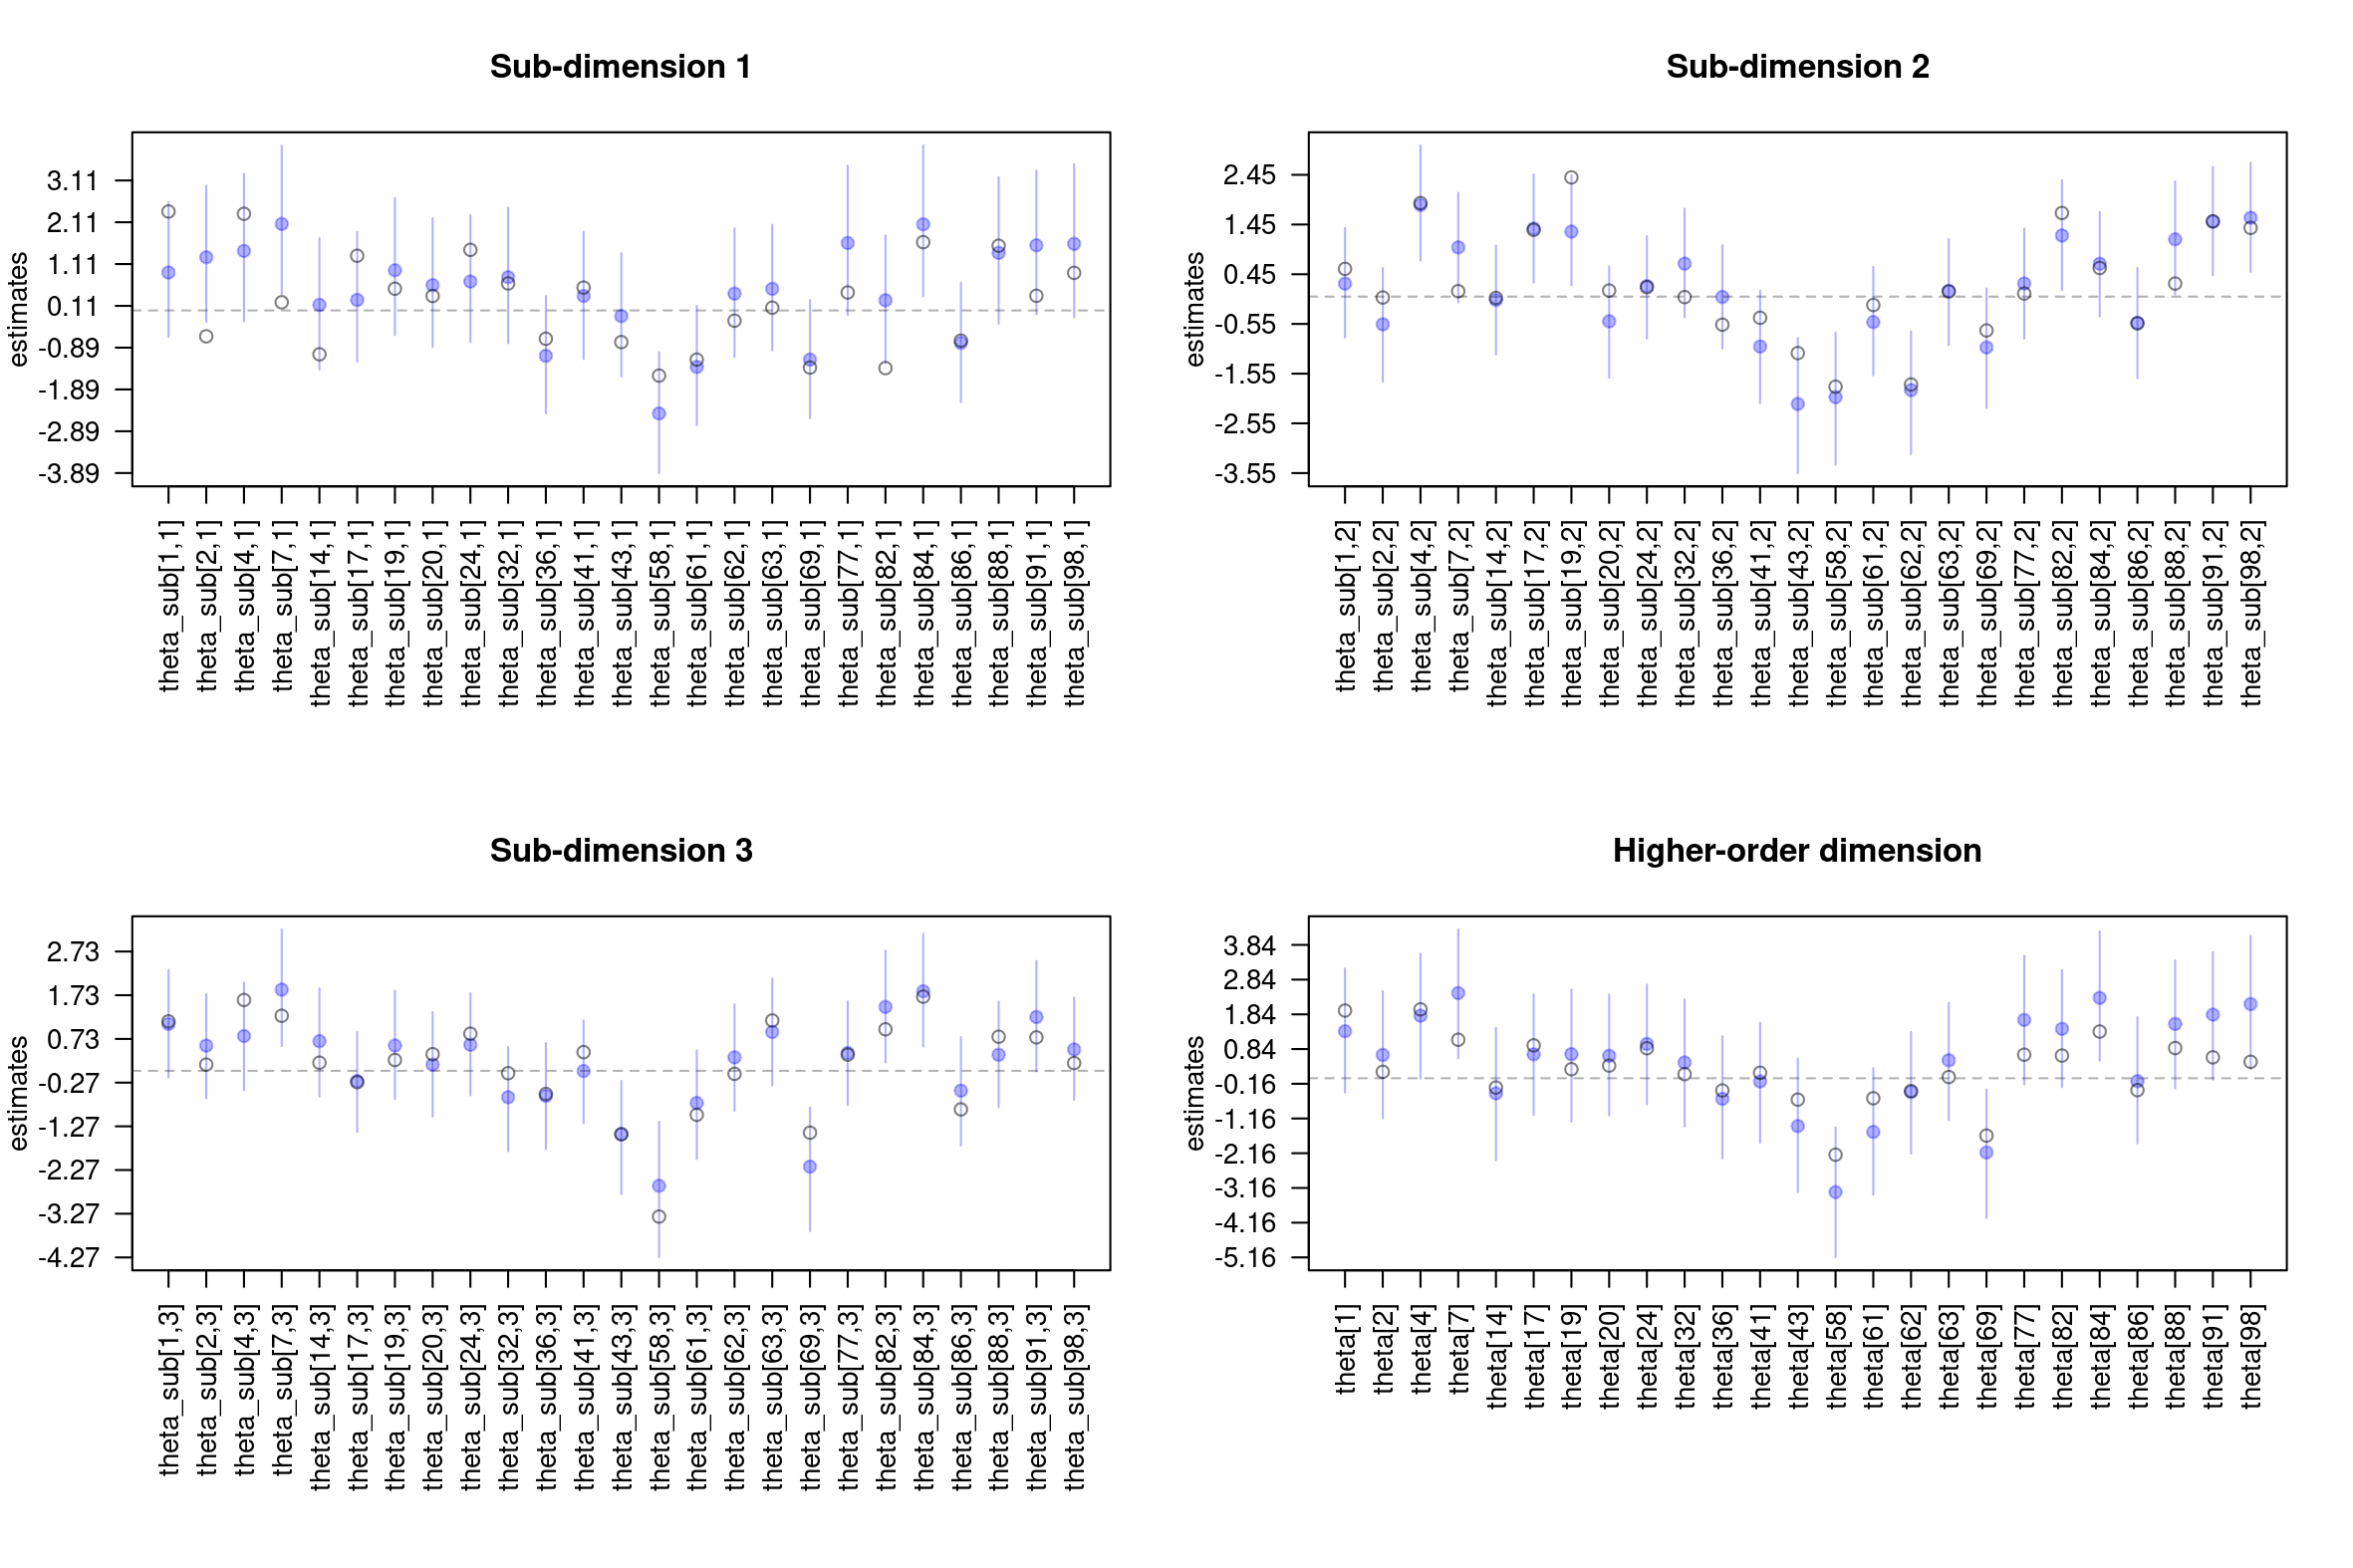 Sub-dimension 1
estimates
3.11
2.11
1.11
0.11
-0.89
-1.89
-2.89
-3.89
theta_sub[1,1]
theta_sub[2,1]
theta_sub[4,1]
theta_sub[7,1]
theta_sub[14,1]
theta_sub[17,1]
theta_sub[19,1]
theta_sub[20,1]
theta_sub[24,1]
theta_sub[32,1]
theta_sub[36,1]
theta_sub[41,1]
theta_sub[43,1]
theta_sub[58,1]
theta_sub[61,1]
theta_sub[62,1]
theta_sub[63,1]
theta_sub[69,1]
theta_sub[77,1]
theta_sub[82,1]
theta_sub[84,1]
theta_sub[86,1]
theta_sub[88,1]
theta_sub[91,1]
theta_sub[98,1]
Sub-dimension 2
estimates
2.45
1.45
0.45
-0.55
-1.55
-2.55
-3.55
theta_sub[1,2]
theta_sub[2,2]
theta_sub[4,2]
theta_sub[7,2]
theta_sub[14,2]
theta_sub[17,2]
theta_sub[19,2]
theta_sub[20,2]
theta_sub[24,2]
theta_sub[32,2]
theta_sub[36,2]
theta_sub[41,2]
theta_sub[43,2]
theta_sub[58,2]
theta_sub[61,2]
theta_sub[62,2]
theta_sub[63,2]
theta_sub[69,2]
theta_sub[77,2]
theta_sub[82,2]
theta_sub[84,2]
theta_sub[86,2]
theta_sub[88,2]
theta_sub[91,2]
theta_sub[98,2]
Sub-dimension 3
estimates
2.73
1.73
0.73
-0.27
-1.27
-2.27
-3.27
-4.27
theta_sub[1,3]
theta_sub[2,3]
theta_sub[4,3]
theta_sub[7,3]
theta_sub[14,3]
theta_sub[17,3]
theta_sub[19,3]
theta_sub[20,3]
theta_sub[24,3]
theta_sub[32,3]
theta_sub[36,3]
theta_sub[41,3]
theta_sub[43,3]
theta_sub[58,3]
theta_sub[61,3]
theta_sub[62,3]
theta_sub[63,3]
theta_sub[69,3]
theta_sub[77,3]
theta_sub[82,3]
theta_sub[84,3]
theta_sub[86,3]
theta_sub[88,3]
theta_sub[91,3]
theta_sub[98,3]
Higher-order dimension
estimates
3.84
2.84
1.84
0.84
-0.16
-1.16
-2.16
-3.16
-4.16
-5.16
theta[1]
theta[2]
theta[4]
theta[7]
theta[14]
theta[17]
theta[19]
theta[20]
theta[24]
theta[32]
theta[36]
theta[41]
theta[43]
theta[58]
theta[61]
theta[62]
theta[63]
theta[69]
theta[77]
theta[82]
theta[84]
theta[86]
theta[88]
theta[91]
theta[98]